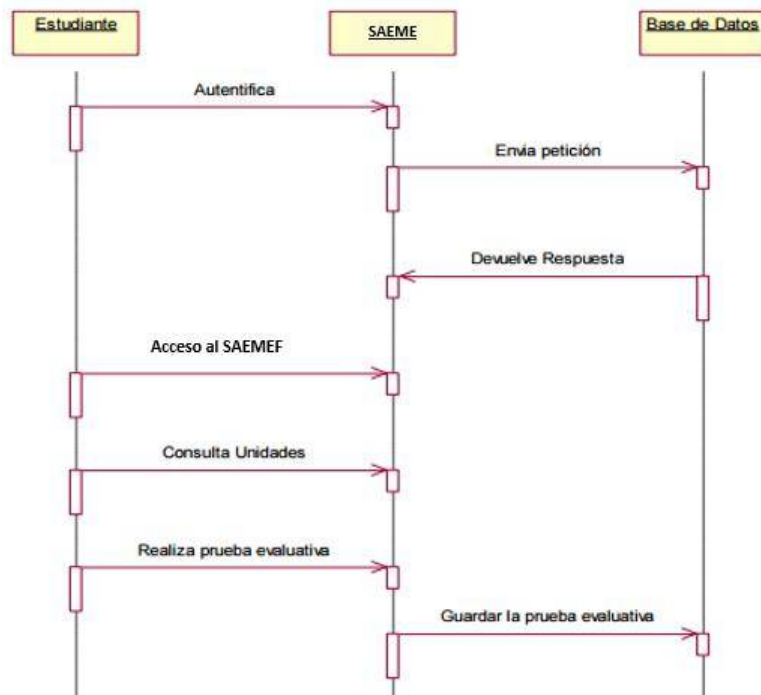 Estudiante
SAEME
Base de Datos
Autentifica
Envia petición
Devuelve Respuesta
Acceso al SAEMEF
Consulta Unidades
Realiza prueba evaluativa
Guardar la prueba evaluativa